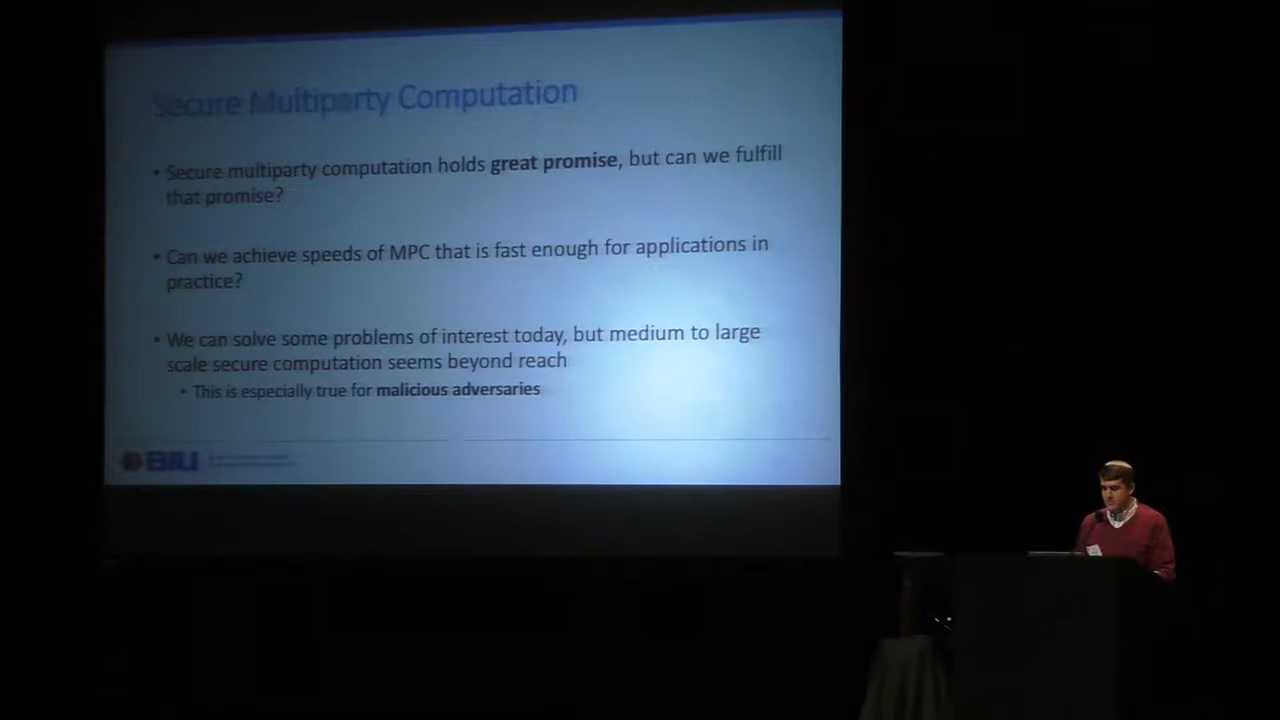 Secure Multiparty Computation
• Secure multiparty computation holds great promise, but can we fulfill
that promise?
• Can we achieve speeds of MPC that is fast enough for applications in
practice?
• We can solve some problems of interest today, but medium to large
scale secure computation seems beyond reach
• This is especially true for malicious adversaries
BIU